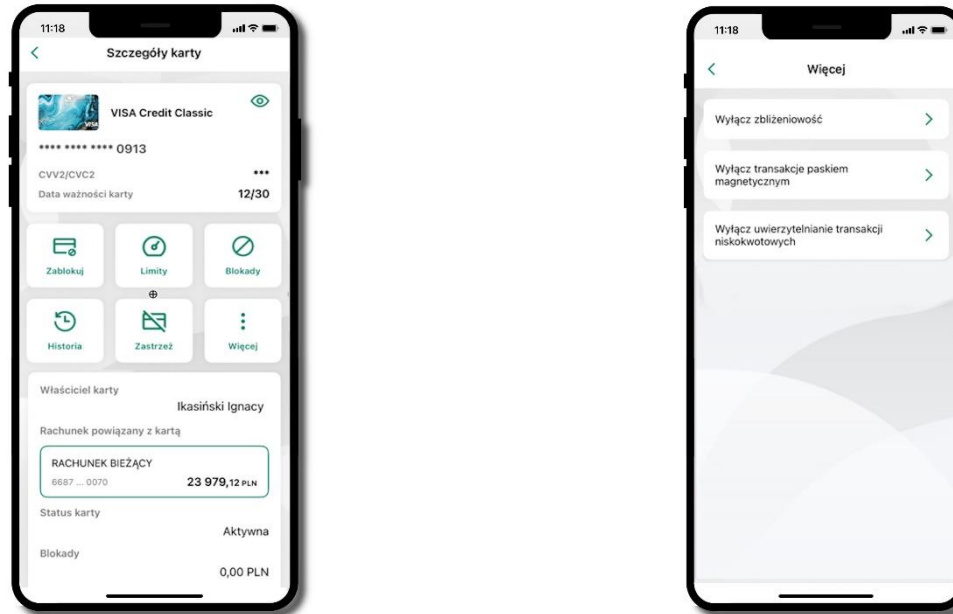 11:18
Szczegóły karty
VISA Credit Classic
VISA
**** **** **** 0913
CVV2/CVC2 ***
Data ważności karty 12/30
Zablokuj Limity Blokady
Historia Zastrzeż Więcej
Właściciel karty
Ikasiński Ignacy
Rachunek powiązany z kartą
RACHUNEK BIEŻĄCY
6687 ... 0070 23 979,12 PLN
Status karty
Aktywna
Blokady
0,00 PLN
11:18
Więcej
Wyłącz zbliżeniowość
Wyłącz transakcje paskiem
magnetycznym
Wyłącz uwierzytelnianie transakcji
niskokwotowych